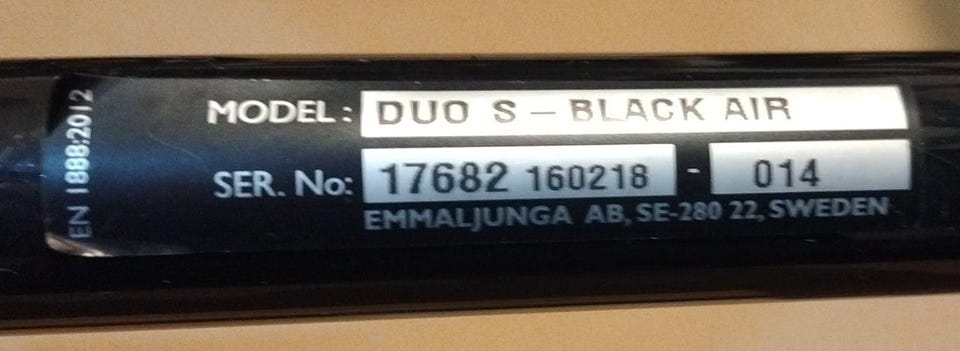 EN 1888:2012
MODEL: DUO S – BLACK AIR
SER. No: 17682 160218 - 014
EMMALJUNGA AB, SE-280 22, SWEDEN